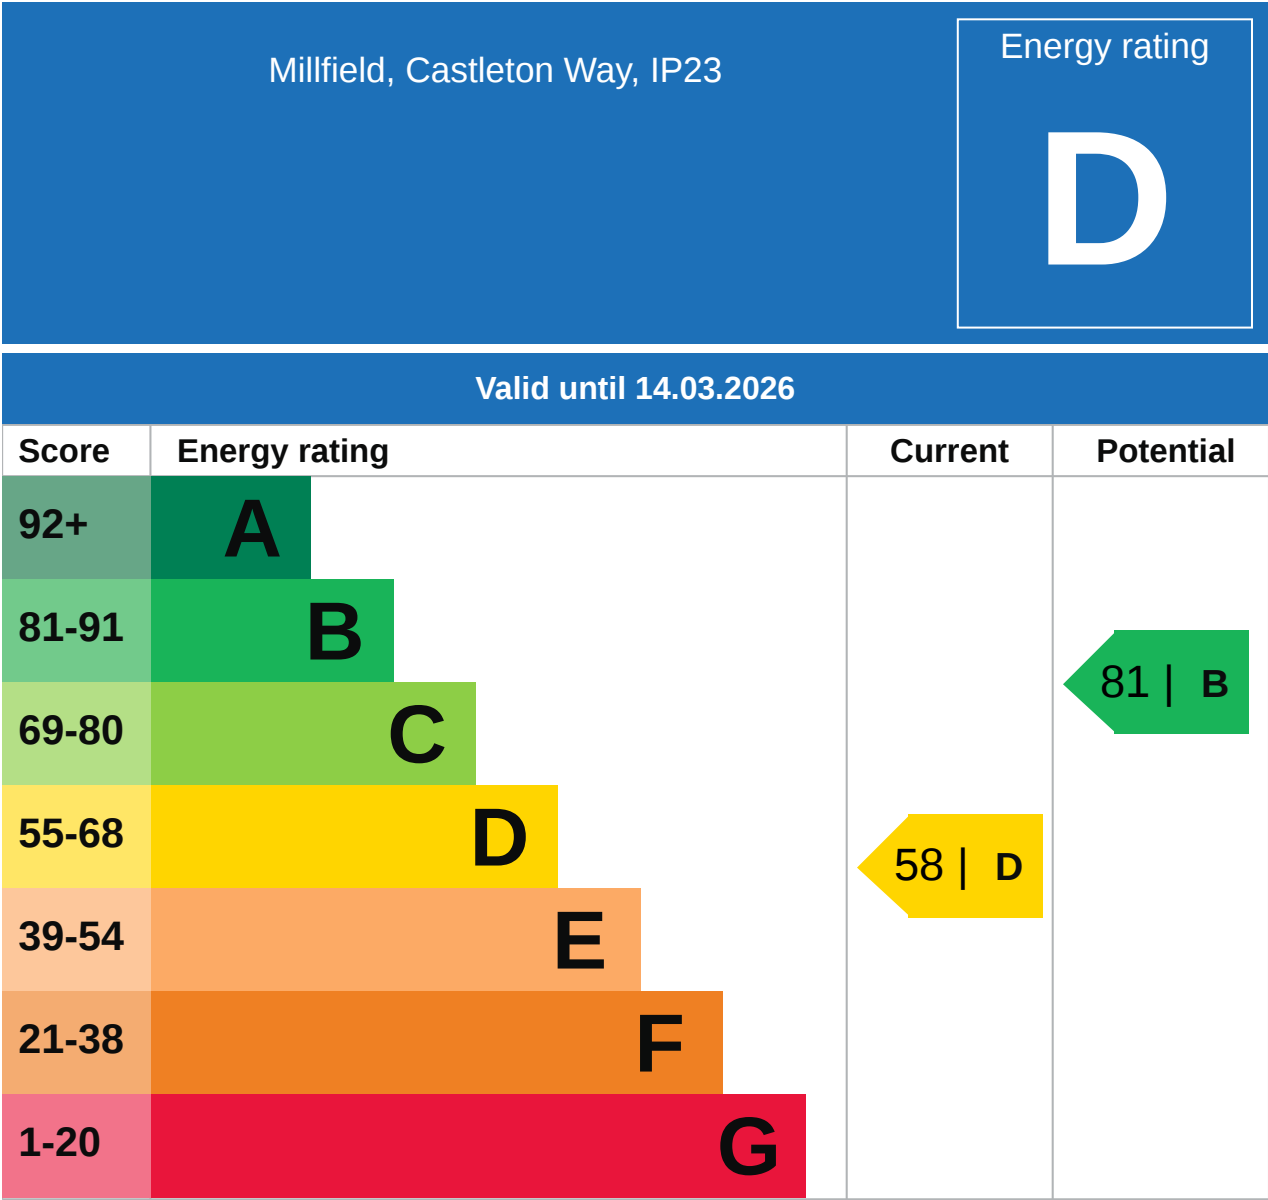 Millfield, Castleton Way, IP23
Energy rating
D
Valid until 14.03.2026
Score Energy rating Current Potential
92+ A
81-91 B
81 | B
69-80 C
55-68 D
58 | D
39-54 E
21-38 F
1-20 G